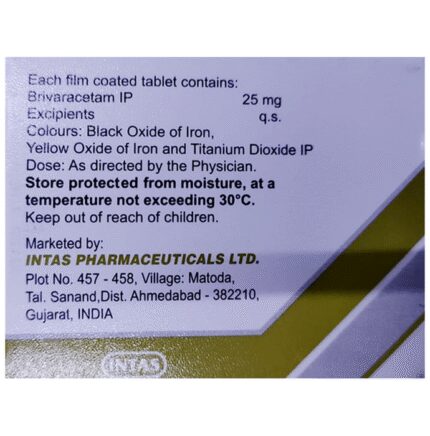 Each film coated tablet contains:
Brivaracetam IP 25 mg
Excipients q.s.
Colours: Black Oxide of Iron,
Yellow Oxide of Iron and Titanium Dioxide IP
Dose: As directed by the Physician.
Store protected from moisture, at a
temperature not exceeding 30°C.
Keep out of reach of children.
Marketed by:
INTAS PHARMACEUTICALS LTD.
Plot No. 457 - 458, Village: Matoda,
Tal. Sanand,Dist. Ahmedabad - 382210,
Gujarat, INDIA
INTAS